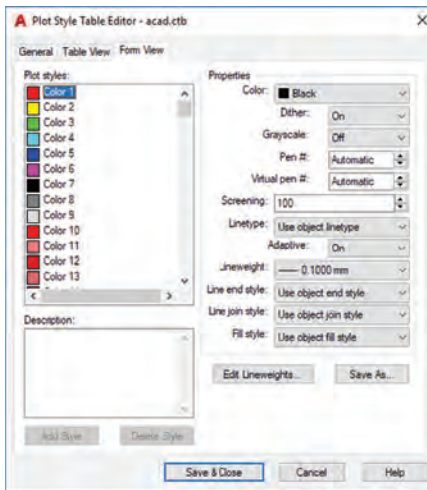 A Plot Style Table Editor - acad.ctb
General Table View Form View
Plot styles:
Color 1
Color 2
Color 3
Color 4
Color 5
Color 6
Color 7
Color 8
Color 9
Color 10
Color 11
Color 12
Color 13
Description:
Add Style Delete Style
Properties
Color: Black
Dither: On
Grayscale: Off
Pen #: Automatic
Virtual pen #: Automatic
Screening: 100
Linetype: Use object linetype
Adaptive: On
Lineweight: 0.1000 mm
Line end style: Use object end style
Line join style: Use object join style
Fill style: Use object fill style
Edit Lineweights... Save As...
Save & Close Cancel Help